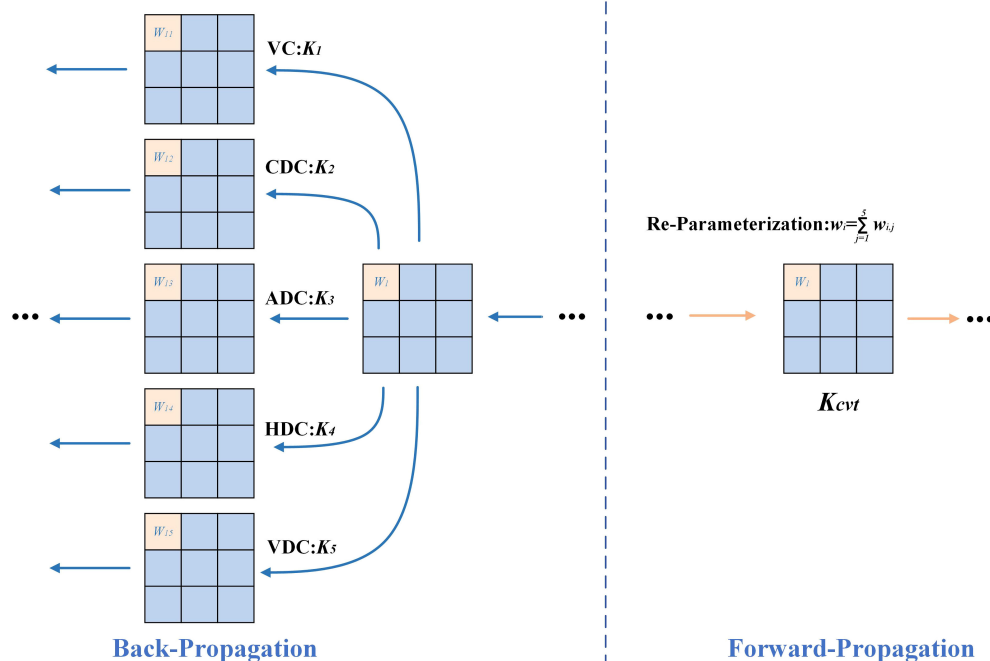 W11
VC:K1
W12
CDC:K2
Re-Parameterization:wi=∑j=1 5 wi,j
W13
ADC:K3
W1
•••
•••
•••
W1
•••
Kcvt
W14
HDC:K4
W15
VDC:K5
Back-Propagation
Forward-Propagation